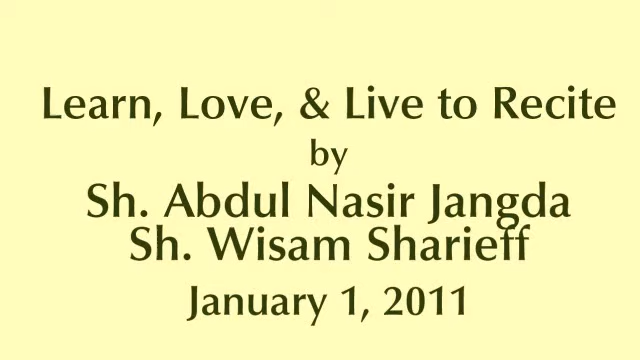 Learn, Love, & Live to Recite
by
Sh. Abdul Nasir Jangda
Sh. Wisam Sharieff
January 1, 2011